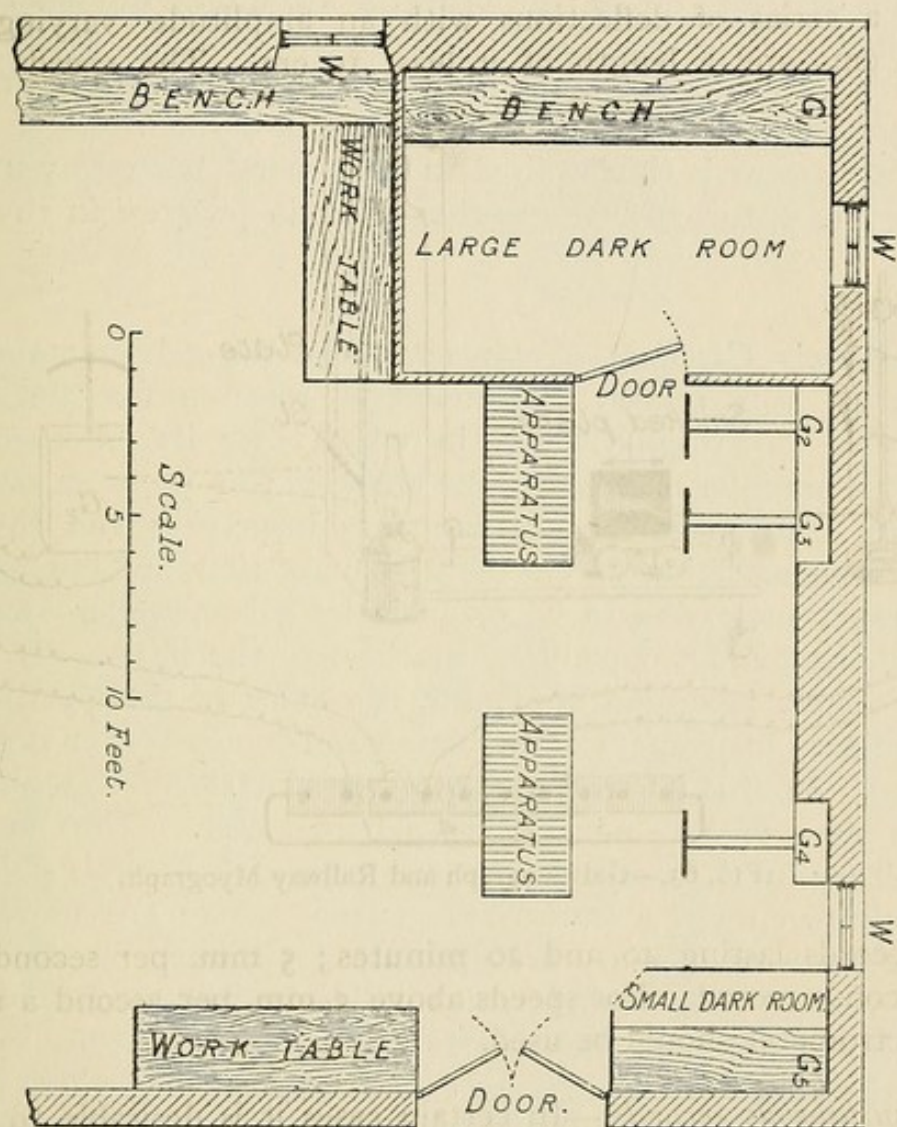 W
BENCH
BENCH
G1
WORK TABLE
LARGE DARK ROOM
W
DOOR
0
5
10 Feet.
Scale.
APPARATUS
G2
G3
APPARATUS
G4
W
SMALL DARK ROOM
G5
WORK TABLE
DOOR.